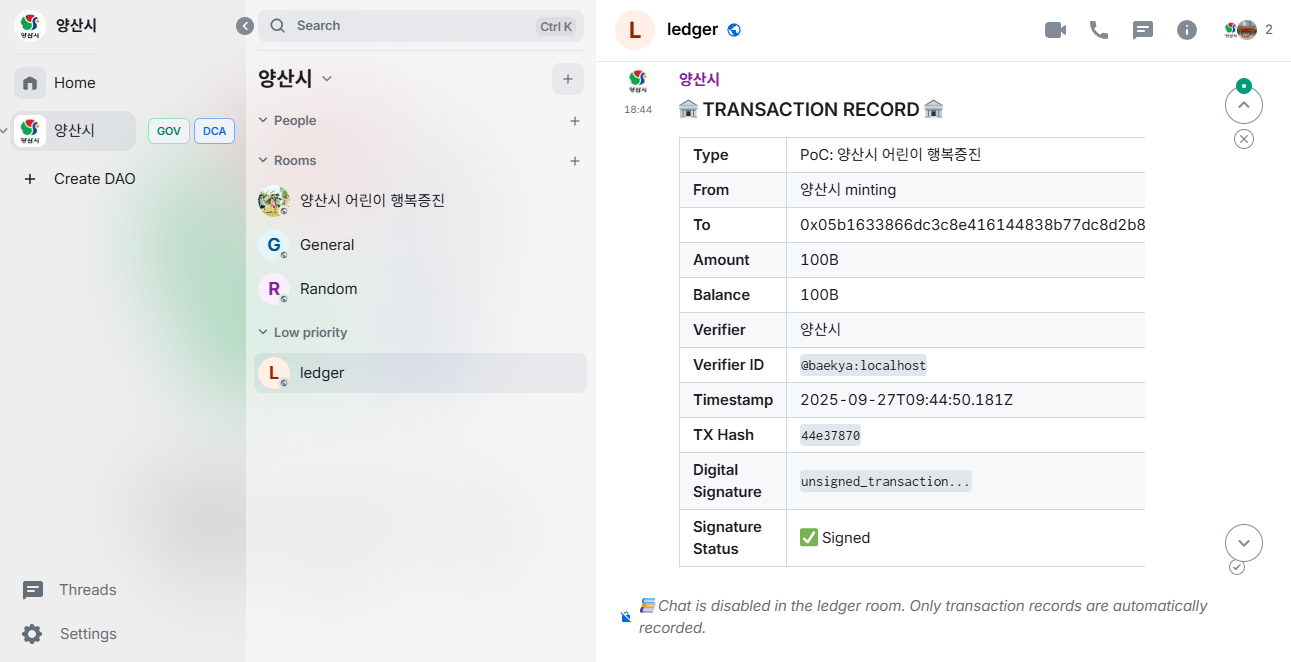 양산시
Home
양산시
GOV
DCA
Create DAO
Threads
Settings
Search
Ctrl K
양산시
People
Rooms
양산시 어린이 행복증진
G
General
R
Random
Low priority
L
ledger
L
ledger
2
양산시
18:44
TRANSACTION RECORD
Type PoC: 양산시 어린이 행복증진
From 양산시 minting
To 0x05b1633866dc3c8e416144838b77dc8d2b8
Amount 100B
Balance 100B
Verifier 양산시
Verifier ID @baekya:localhost
Timestamp 2025-09-27T09:44:50.181Z
TX Hash 44e37870
Digital
Signature
unsigned_transaction...
Signature
Status
Signed
Chat is disabled in the ledger room. Only transaction records are automatically
recorded.